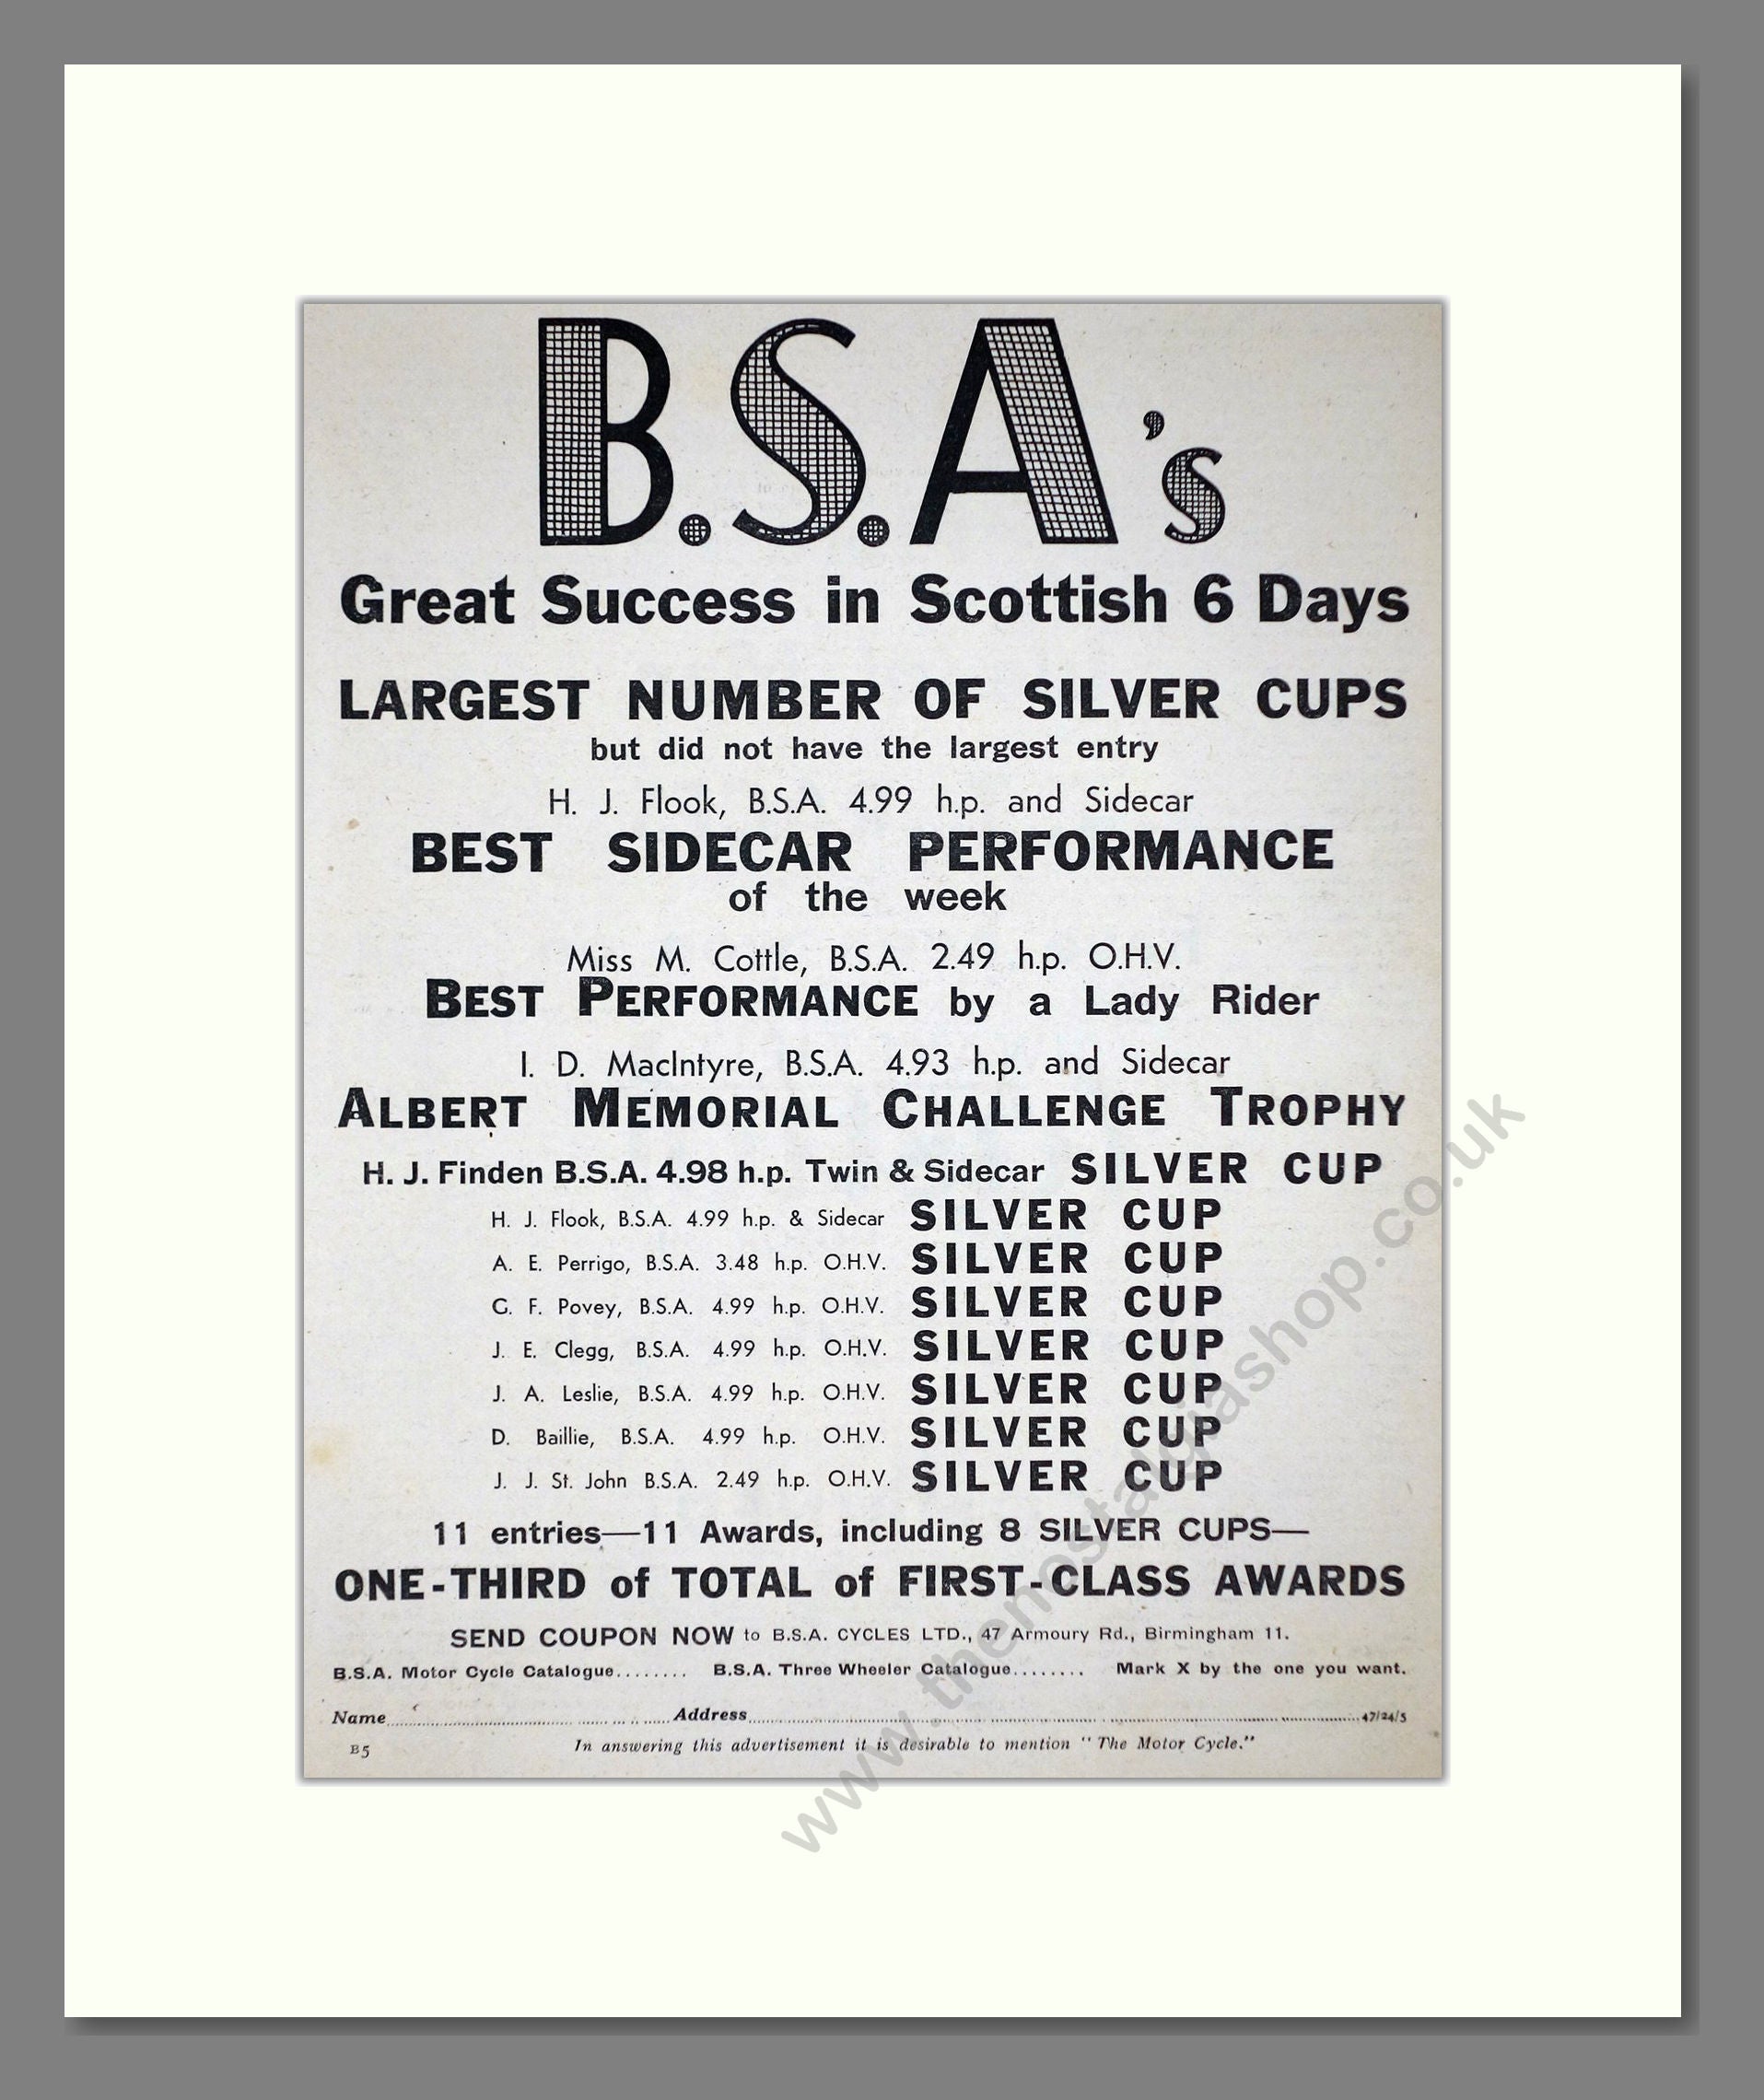 B.S.A's
Great Success in Scottish 6 Days
LARGEST NUMBER OF SILVER CUPS
but did not have the largest entry
H. J. Flook, B.S.A. 4.99 h.p. and Sidecar
BEST SIDECAR PERFORMANCE
of the week
Miss M. Cottle, B.S.A. 2.49 h.p. O.H.V.
BEST PERFORMANCE by a Lady Rider
I. D. MacIntyre, B.S.A. 4.93 h.p. and Sidecar
ALBERT MEMORIAL CHALLENGE TROPHY
H. J. Finden B.S.A. 4.98 h.p. Twin & Sidecar SILVER CUP
H. J. Flook, B.S.A. 4.99 h.p. & Sidecar SILVER CUP
A. E. Perrigo, B.S.A. 3.48 h.p. O.H.V. SILVER CUP
G. F. Povey, B.S.A. 4.99 h.p. O.H.V. SILVER CUP
J. E. Clegg, B.S.A. 4.99 h.p. O.H.V. SILVER CUP
J. A. Leslie, B.S.A. 4.99 h.p. O.H.V. SILVER CUP
D. Baillie, B.S.A. 4.99 h.p. O.H.V. SILVER CUP
J. J. St. John B.S.A. 2.49 h.p. O.H.V. SILVER CUP
11 entries—11 Awards, including 8 SILVER CUPS—
ONE-THIRD of TOTAL of FIRST-CLASS AWARDS
SEND COUPON NOW to B.S.A. CYCLES LTD., 47 Armoury Rd., Birmingham 11.
B.S.A. Motor Cycle Catalogue........ B.S.A. Three Wheeler Catalogue........ Mark X by the one you want.
Name........ Address........ 47/24/5
B5 In answering this advertisement it is desirable to mention "The Motor Cycle."
www.thenostalgiashop.co.uk